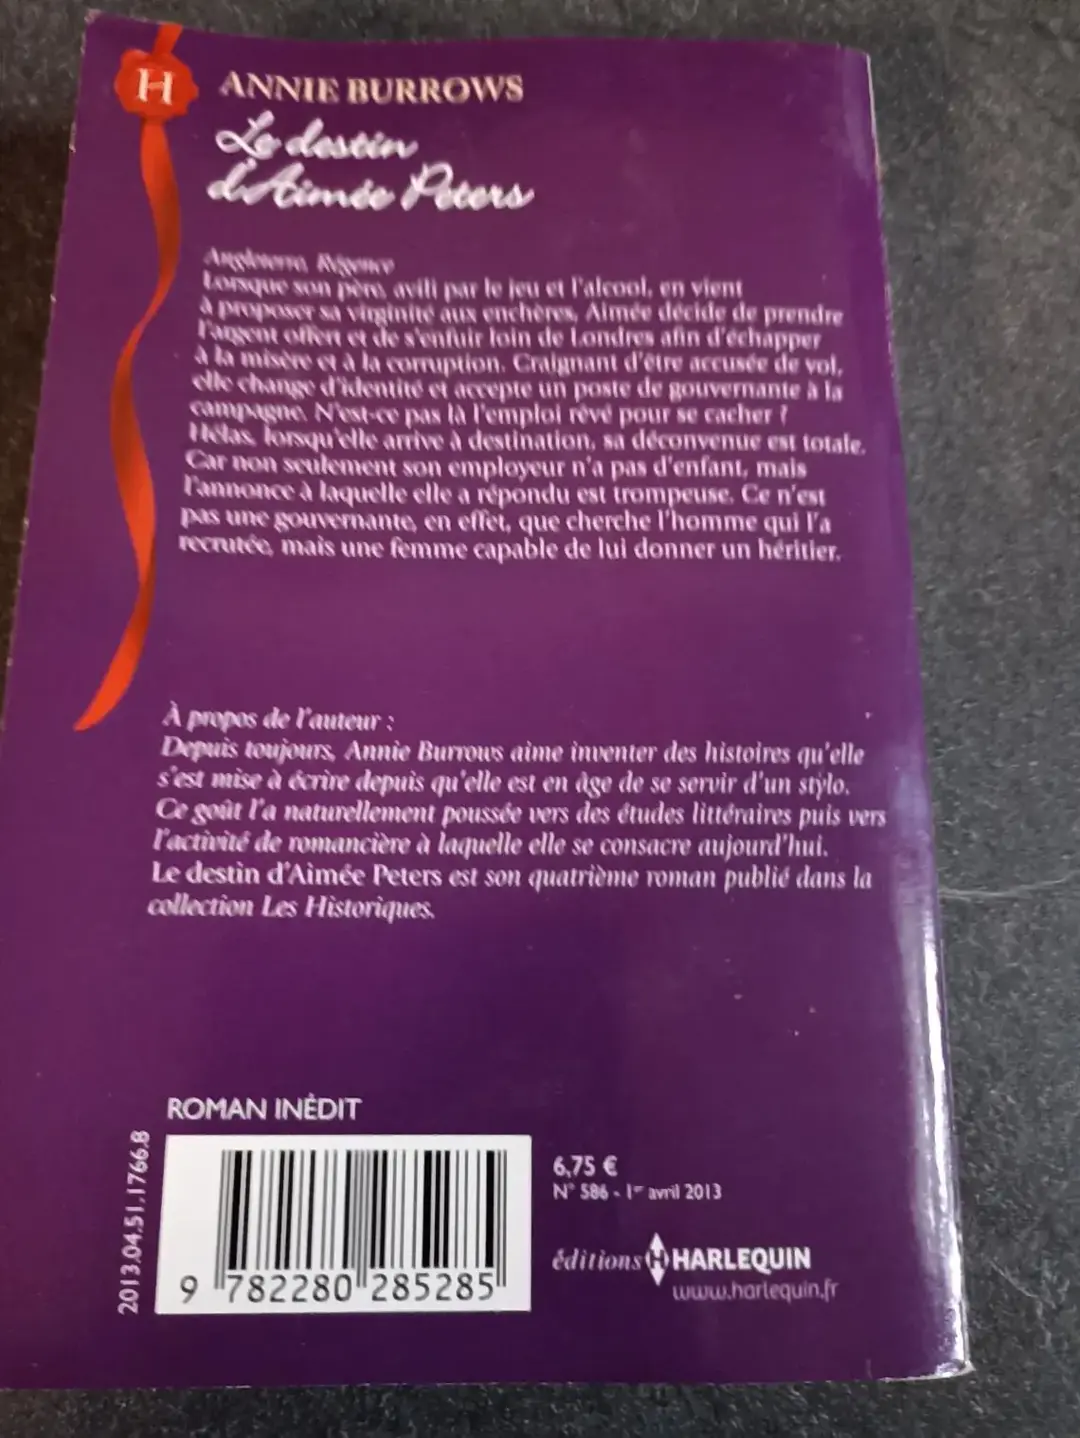 H
ANNIE BURROWS
Le destin
d'Aimée Peters
Angleterre, Régence
Lorsque son père, avili par le jeu et l'alcool, en vient
à proposer sa virginité aux enchères, Aimée décide de prendre
l'argent offert et de s'enfuir loin de Londres afin d'échapper
à la misère et à la corruption. Craignant d'être accusée de vol,
elle change d'identité et accepte un poste de gouvernante à la
campagne. N'est-ce pas là l'emploi rêvé pour se cacher ?
Hélas, lorsqu'elle arrive à destination, sa déconvenue est totale.
Car non seulement son employeur n'a pas d'enfant, mais
l'annonce à laquelle elle a répondu est trompeuse. Ce n'est
pas une gouvernante, en effet, que cherche l'homme qui l'a
recrutée, mais une femme capable de lui donner un héritier.
À propos de l'auteur :
Depuis toujours, Annie Burrows aime inventer des histoires qu'elle
s'est mise à écrire depuis qu'elle est en âge de se servir d'un stylo.
Ce goût l'a naturellement poussée vers des études littéraires puis vers
l'activité de romancière à laquelle elle se consacre aujourd'hui.
Le destin d'Aimée Peters est son quatrième roman publié dans la
collection Les Historiques.
ROMAN INÉDIT
2013.04.51.1766.8
9 782280 285285
6,75 €
N° 586 - 1er avril 2013
éditions H HARLEQUIN
www.harlequin.fr